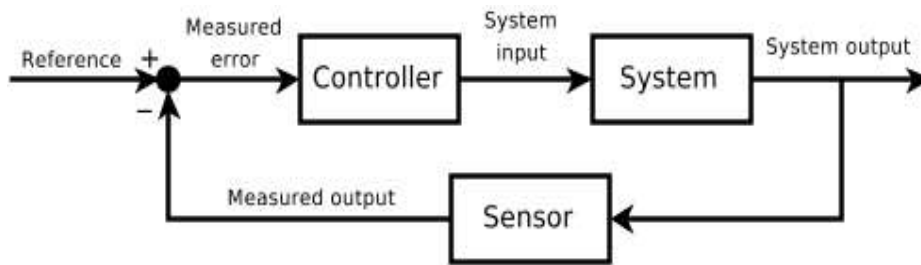 Reference
+
−
Measured
error
Controller
System
input
System
System output
Measured output
Sensor